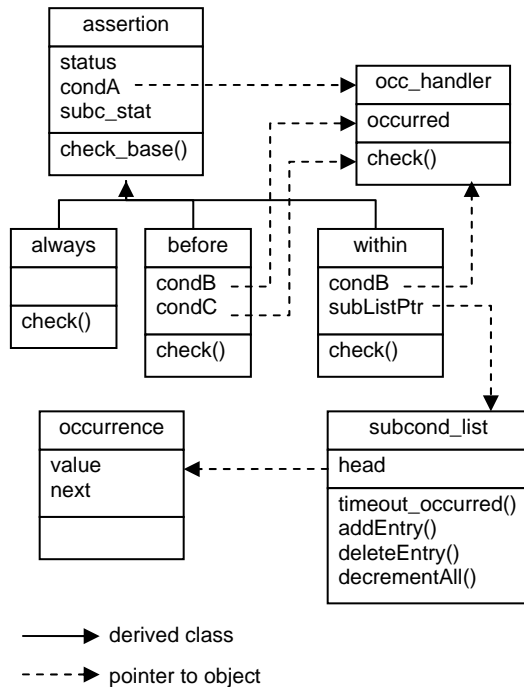 assertion
status
condA
subc_stat
check_base()
occ_handler
occurred
check()
always
check()
before
condB
condC
check()
within
condB
subListPtr
check()
occurrence
value
next
subcond_list
head
timeout_occurred()
addEntry()
deleteEntry()
decrementAll()
derived class
pointer to object